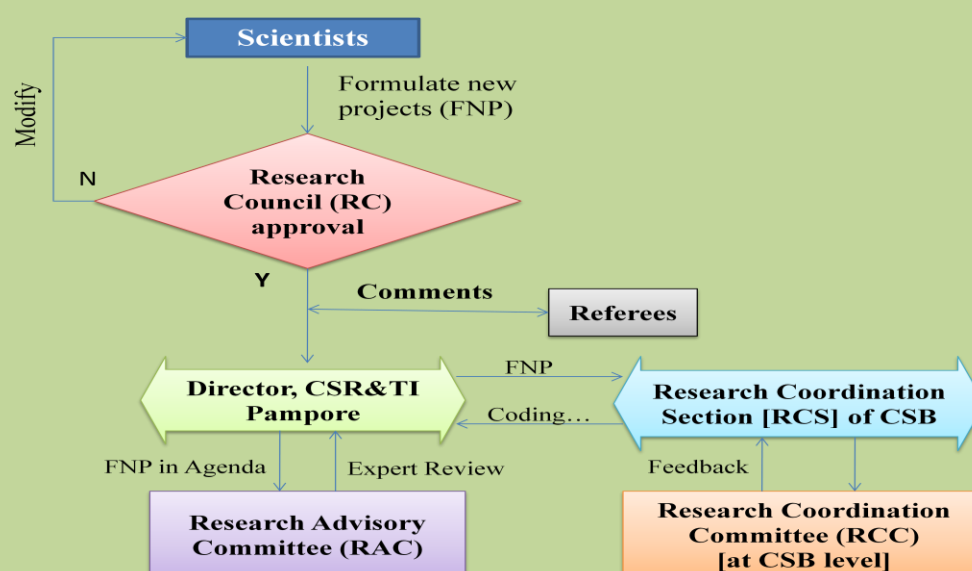 Scientists
Formulate new
projects (FNP)
Modify
N
Research
Council (RC)
approval
Y
Comments
Referees
Director, CSR&TI
Pampore
FNP
Coding…
Research Coordination
Section [RCS] of CSB
FNP in Agenda
Expert Review
Feedback
Research Advisory
Committee (RAC)
Research Coordination
Committee (RCC)
[at CSB level]